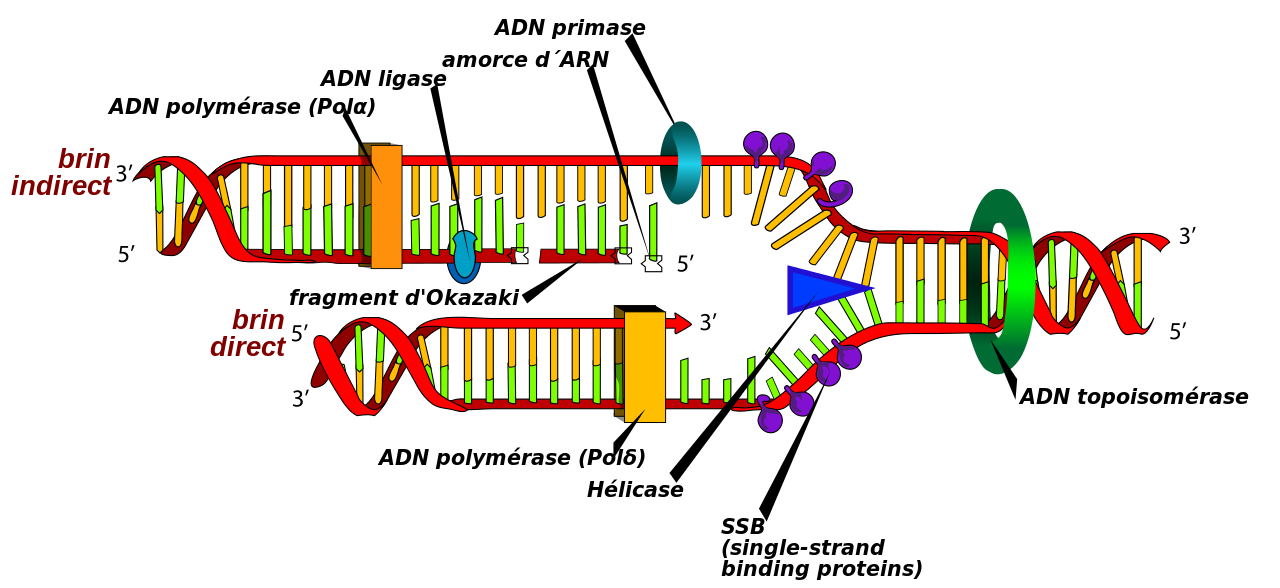 ADN primase
amorce d´ARN
ADN ligase
ADN polymérase (Polα)
brin
indirect
3’
5’
3’
5’
5’
fragment d'Okazaki
brin
direct
5’
3’
3’
ADN topoisomérase
ADN polymérase (Polδ)
Hélicase
SSB
(single-strand
binding proteins)